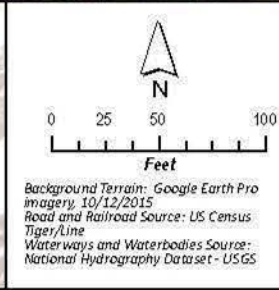 N
0 25 50 100
Feet
Background Terrain: Google Earth Pro
imagery, 10/12/2015
Road and Railroad Source: US Census
Tiger/Line
Waterways and Waterbodies Source:
National Hydrography Dataset - USGS